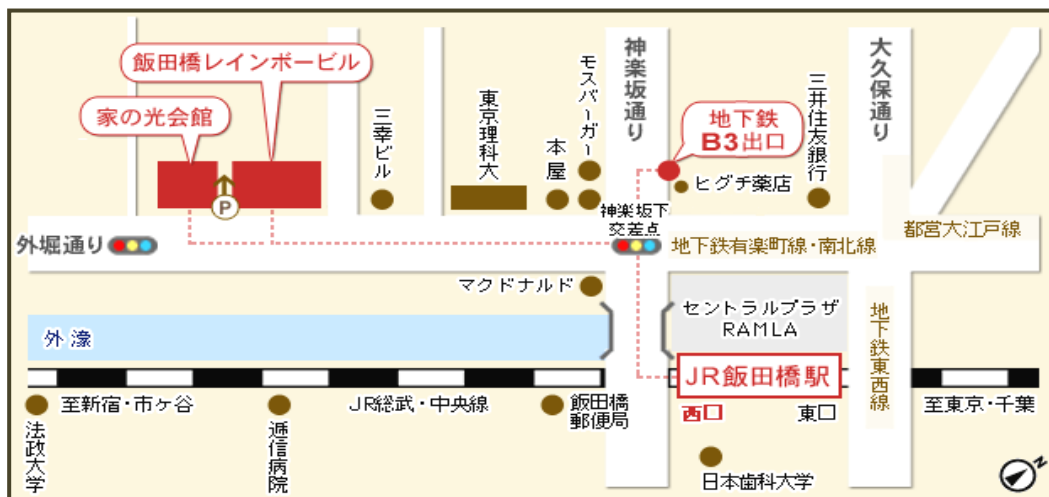 飯田橋レインボービル
家の光会館
P
三幸ビル
東京理科大
本屋
モスバーガー
神楽坂通り
地下鉄
B3出口
ヒグチ薬店
三井住友銀行
大久保通り
外堀通り
神楽坂下
交差点
地下鉄有楽町線・南北線
都営大江戸線
マクドナルド
セントラルプラザ
RAMLA
地下鉄東西線
外濠
JR飯田橋駅
至新宿・市ヶ谷
JR総武・中央線
飯田橋
郵便局
西口
東口
至東京・千葉
法政大学
逓信病院
日本歯科大学
N